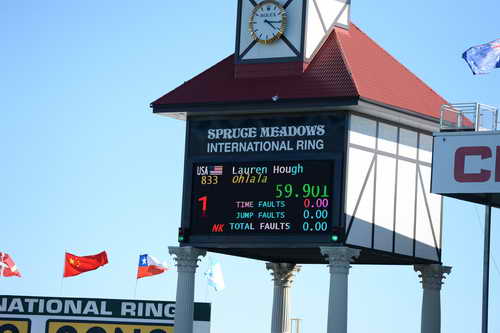 ROLEX
SPRUCE MEADOWS
INTERNATIONAL RING
USA Lauren Hough
833 Ohlala
59.901
1 TIME FAULTS 0.00
JUMP FAULTS 0.00
NK TOTAL FAULTS 0.00
NATIONAL RING